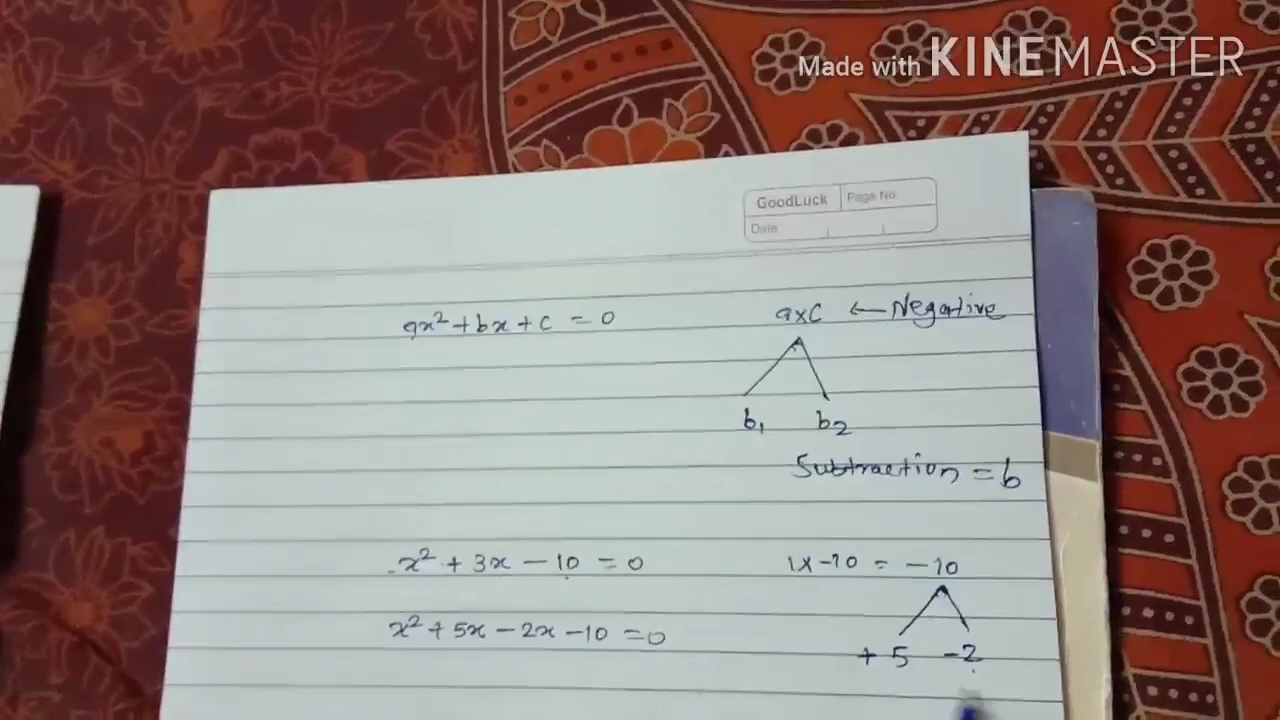 Made with KINEMASTER
GoodLuck Page No.
Date
ax² + bx + c = 0
a×c ← Negative
b₁ b₂
Subtraction = b
x² + 3x - 10 = 0
1×-10 = -10
x² + 5x - 2x - 10 = 0
+5 -2